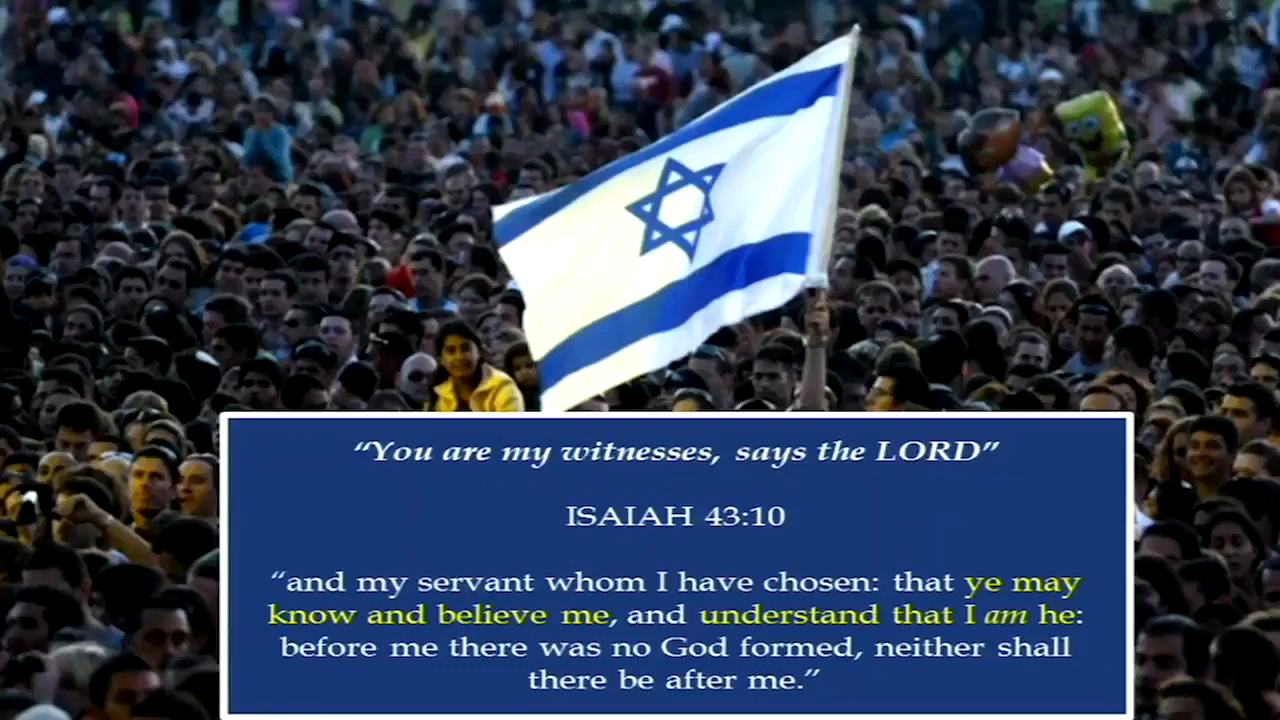 “You are my witnesses, says the LORD”
ISAIAH 43:10
“and my servant whom I have chosen: that ye may
know and believe me, and understand that I am he:
before me there was no God formed, neither shall
there be after me.”